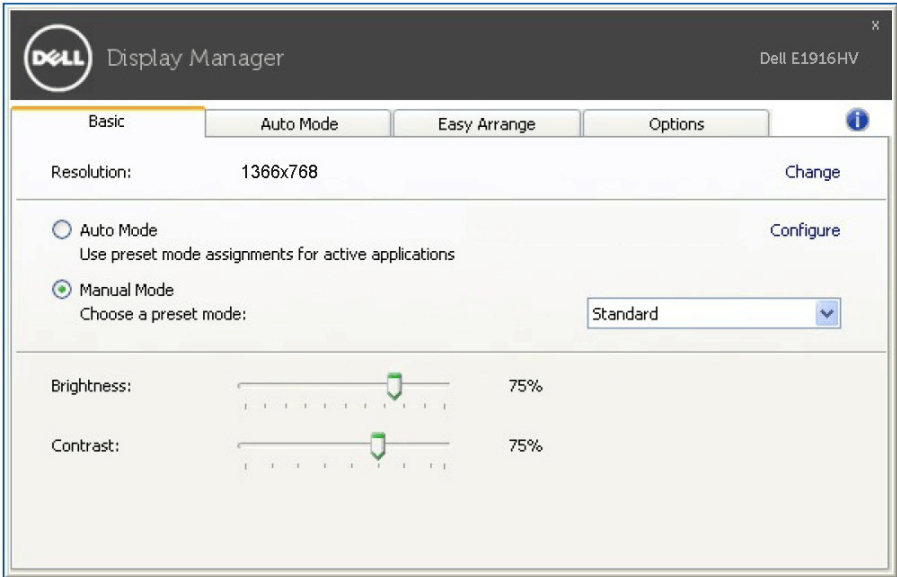 x
DELL Display Manager Dell E1916HV
Basic Auto Mode Easy Arrange Options i
Resolution: 1366x768 Change
Auto Mode Configure
Use preset mode assignments for active applications
Manual Mode
Choose a preset mode: Standard
Brightness: 75%
Contrast: 75%